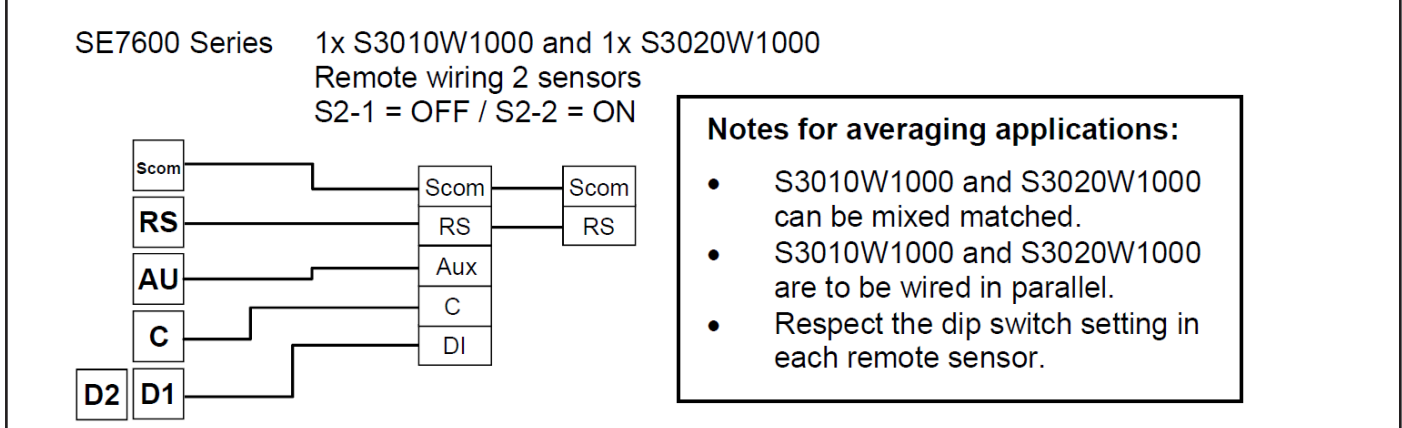 SE7600 Series 1x S3010W1000 and 1x S3020W1000
Remote wiring 2 sensors
S2-1 = OFF / S2-2 = ON
Scom
RS
AU
C
D2 D1
Scom Scom
RS RS
Aux
C
DI
Notes for averaging applications:
• S3010W1000 and S3020W1000
can be mixed matched.
• S3010W1000 and S3020W1000
are to be wired in parallel.
• Respect the dip switch setting in
each remote sensor.